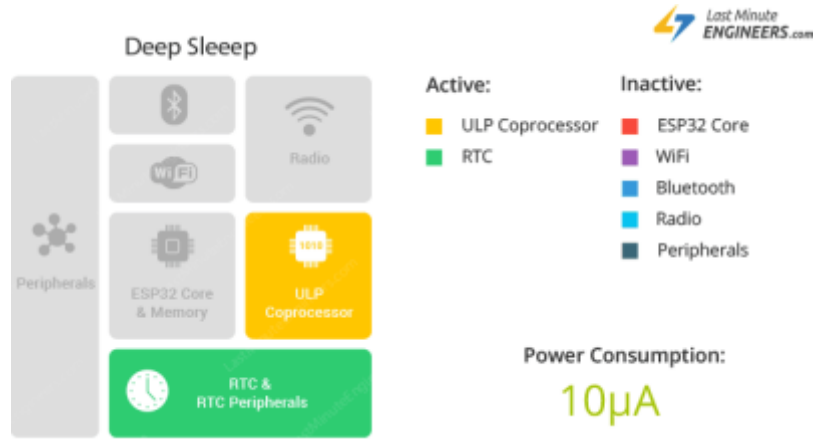 Last Minute
ENGINEERS.com
Deep Sleeep
Active:
Inactive:
ULP Coprocessor
RTC
ESP32 Core
WiFi
Bluetooth
Radio
Peripherals
Radio
WiFi
Peripherals
ESP32 Core
& Memory
1010
ULP
Coprocessor
RTC &
RTC Peripherals
Power Consumption:
10µA